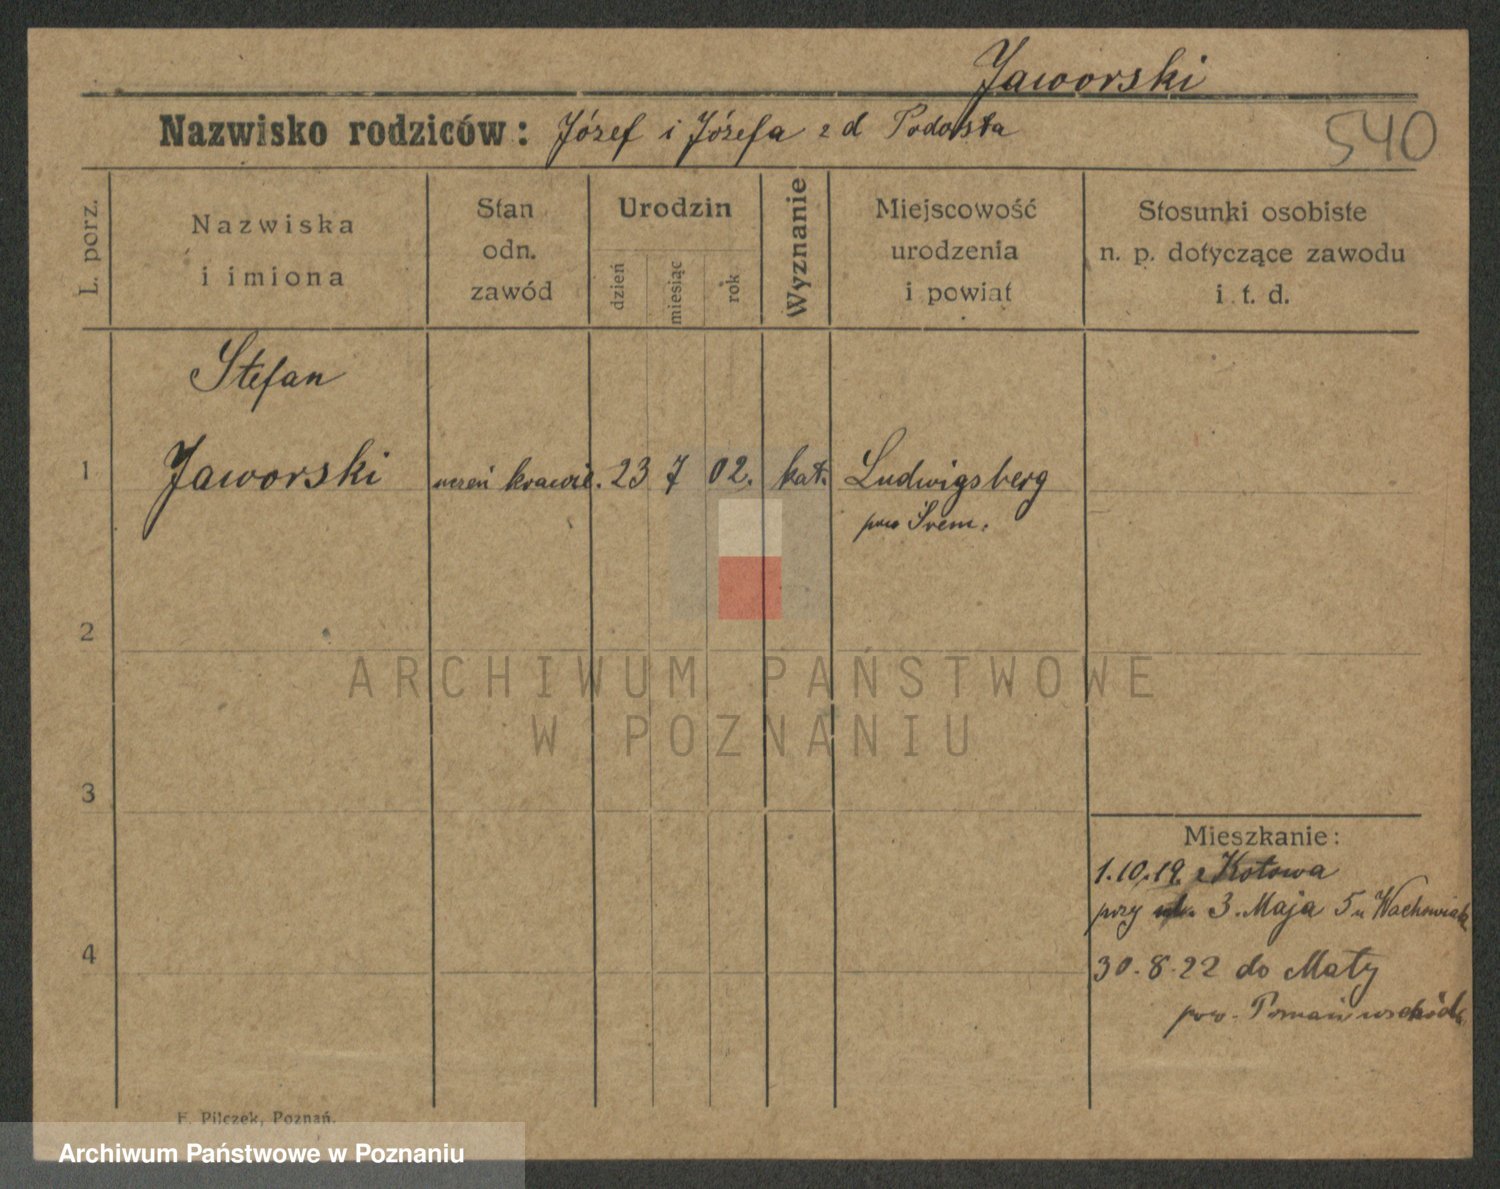 Jaworski
Nazwisko rodziców: Józef i Józefa z d Podolska
540
L. porz.
Nazwiska
i imiona
Stan
odn.
zawód
Urodzin
dzień
miesiąc
rok
Wyznanie
Miejscowość
urodzenia
i powiat
Stosunki osobiste
n. p. dotyczące zawodu
i t. d.
Stefan
1 Jaworski uczeń krawie. 23 7 02. kat. Ludwigsberg
pow Śrem.
2
3
4
ARCHIWUM PAŃSTWOWE
W POZNANIU
Mieszkanie:
1.10.19. z Kotowa
przy ul. 3. Maja 5 u Wachowiak
30.8.22 do Maty
pow. Poznań wschód.
F. Pilczek, Poznań.
Archiwum Państwowe w Poznaniu